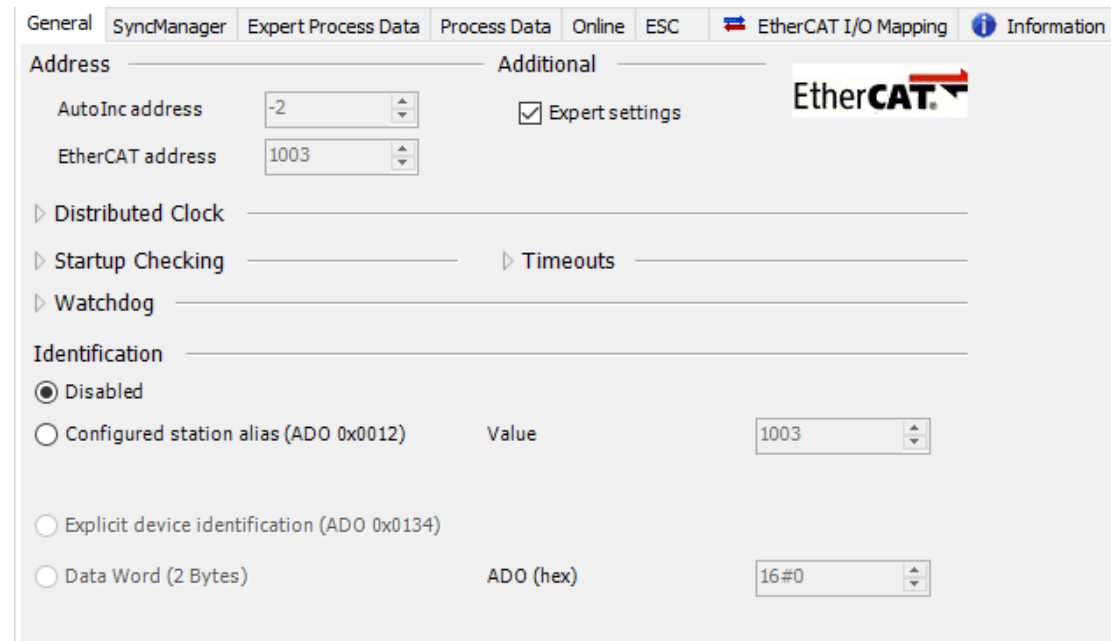 General SyncManager Expert Process Data Process Data Online ESC EtherCAT I/O Mapping Information
Address Additional
EtherCAT.
AutoInc address -2 Expert settings
EtherCAT address 1003
Distributed Clock
Startup Checking Timeouts
Watchdog
Identification
Disabled
Configured station alias (ADO 0x0012) Value 1003
Explicit device identification (ADO 0x0134)
Data Word (2 Bytes) ADO (hex) 16#0